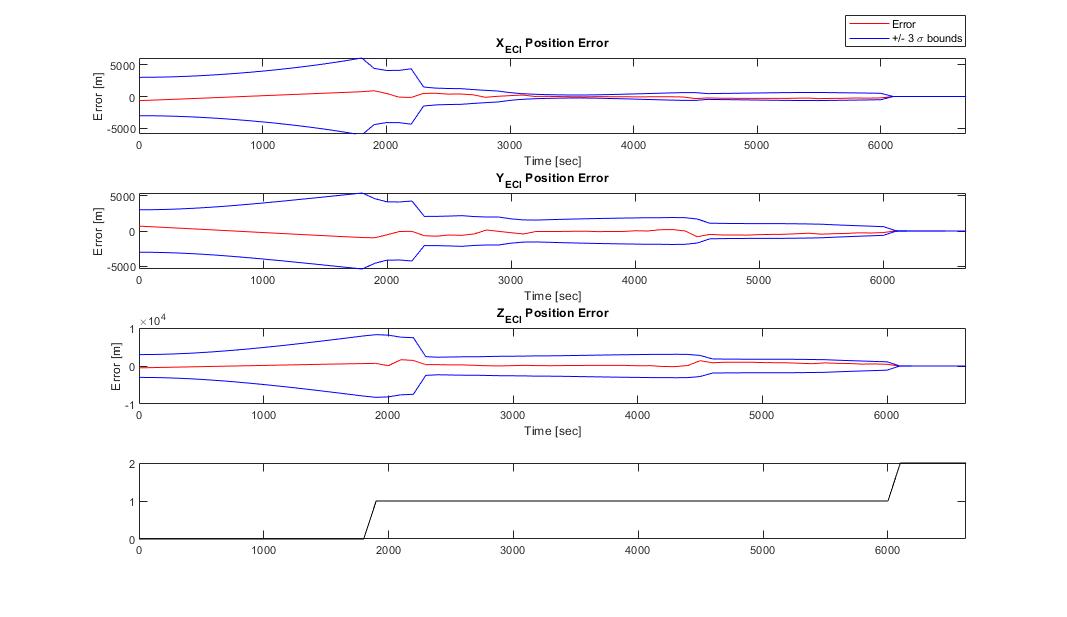 Error
+/- 3 σ bounds
X_ECI Position Error
5000
0
-5000
Error [m]
0 1000 2000 3000 4000 5000 6000
Time [sec]
Y_ECI Position Error
5000
0
-5000
Error [m]
0 1000 2000 3000 4000 5000 6000
Time [sec]
Z_ECI Position Error
×10^4
1
0
-1
Error [m]
0 1000 2000 3000 4000 5000 6000
Time [sec]
2
1
0
0 1000 2000 3000 4000 5000 6000